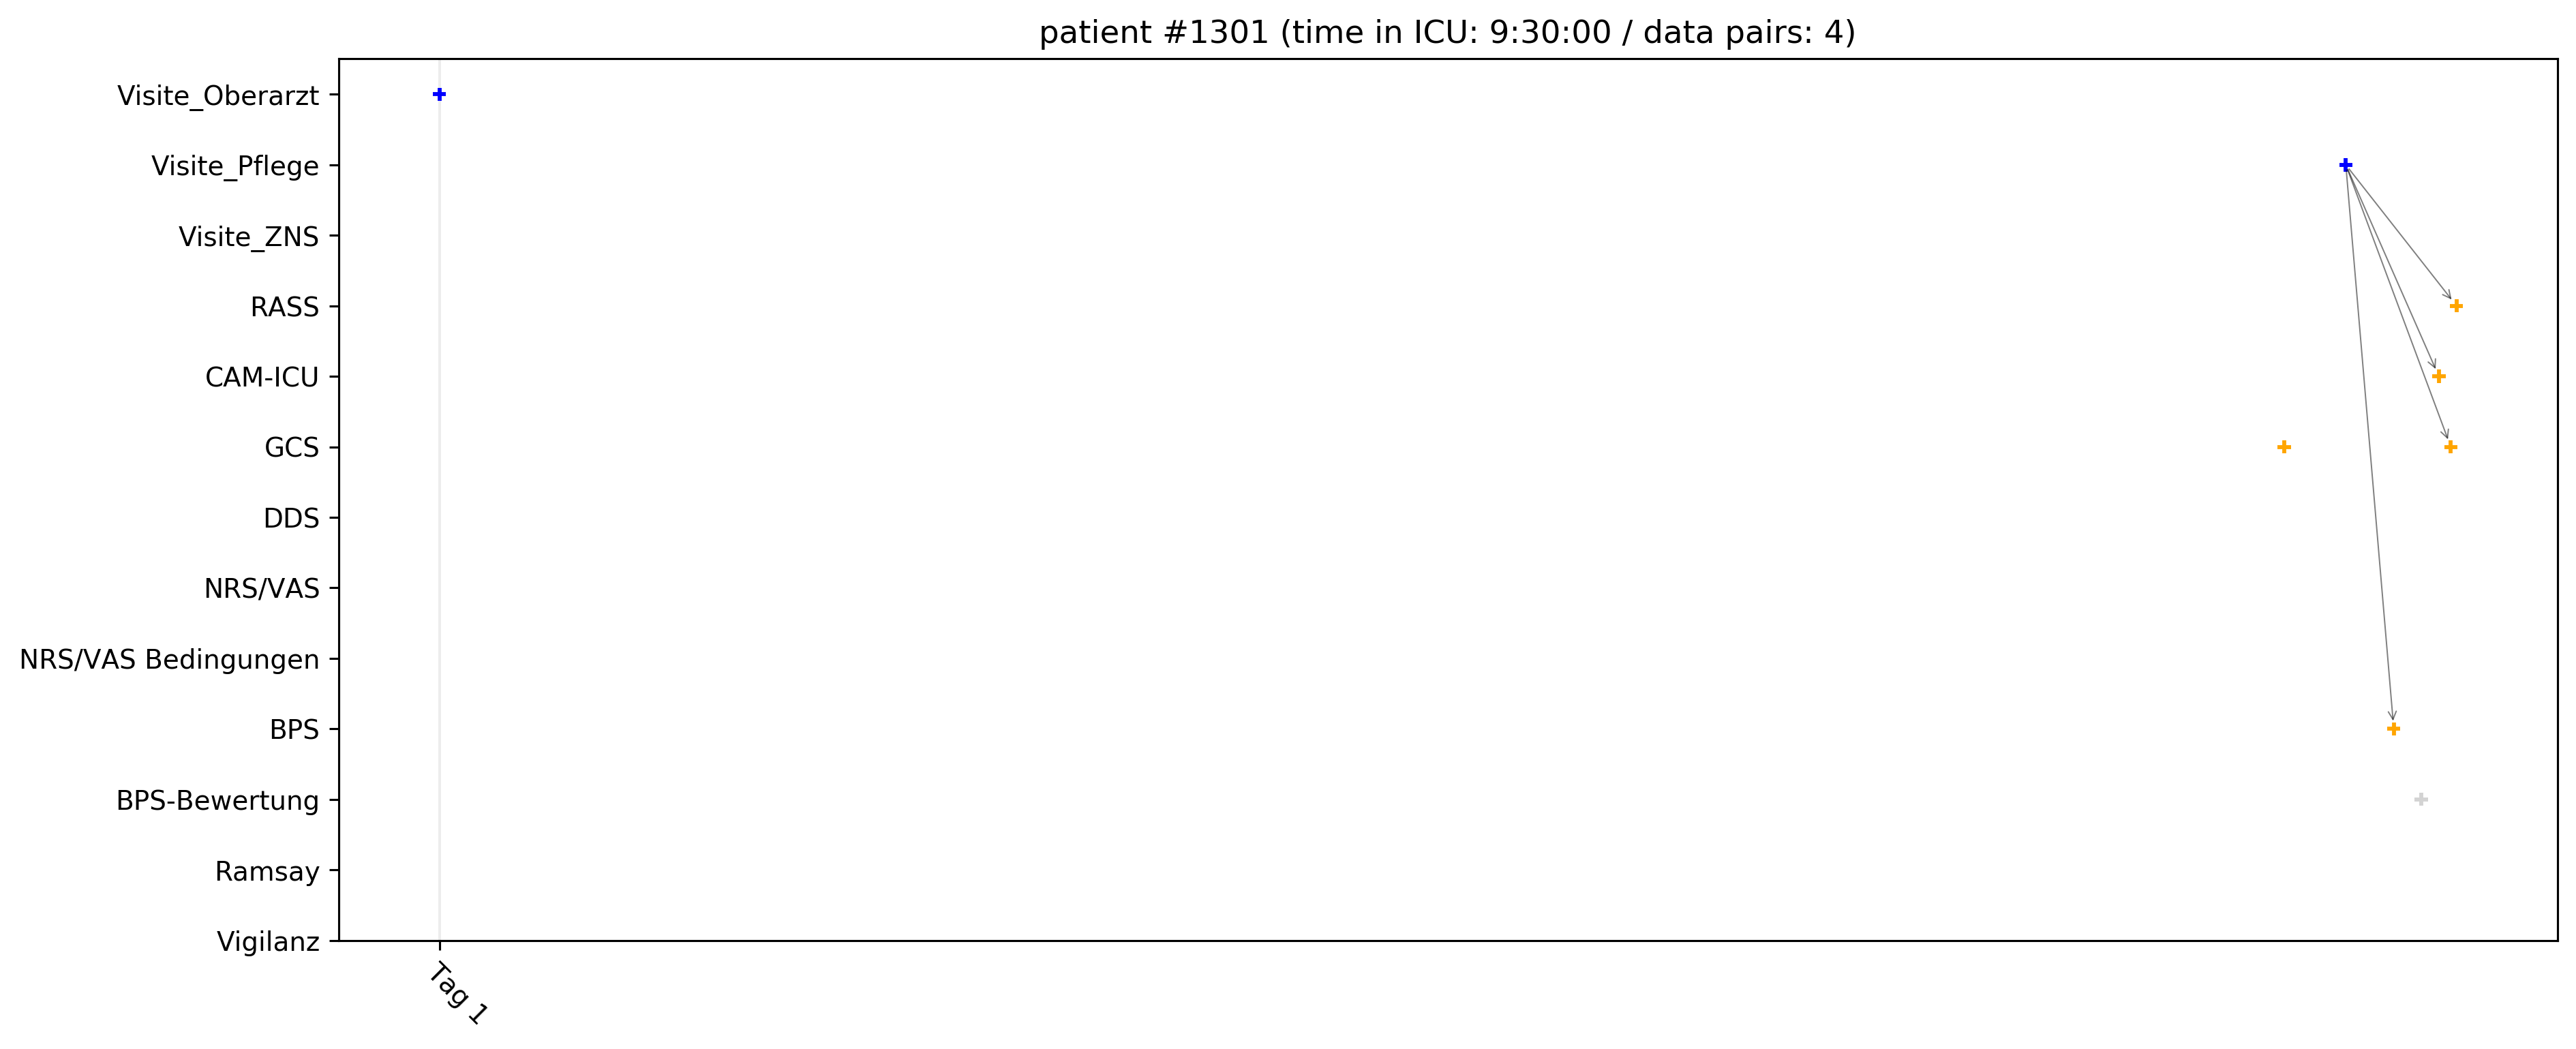 patient #1301 (time in ICU: 9:30:00 / data pairs: 4)
Visite_Oberarzt
Visite_Pflege
Visite_ZNS
RASS
CAM-ICU
GCS
DDS
NRS/VAS
NRS/VAS Bedingungen
BPS
BPS-Bewertung
Ramsay
Vigilanz
Tag 1